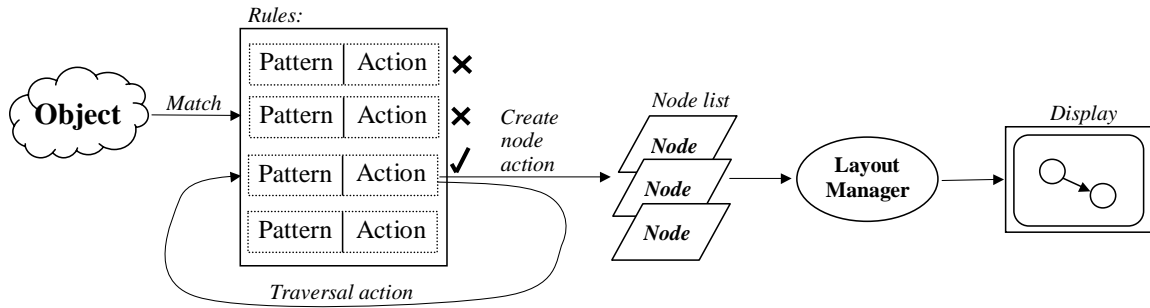 Rules:
Pattern Action
Object
Match
Pattern Action
Create
node
action
Pattern Action
Pattern Action
Traversal action
Node list
Node
Node
Node
Layout
Manager
Display